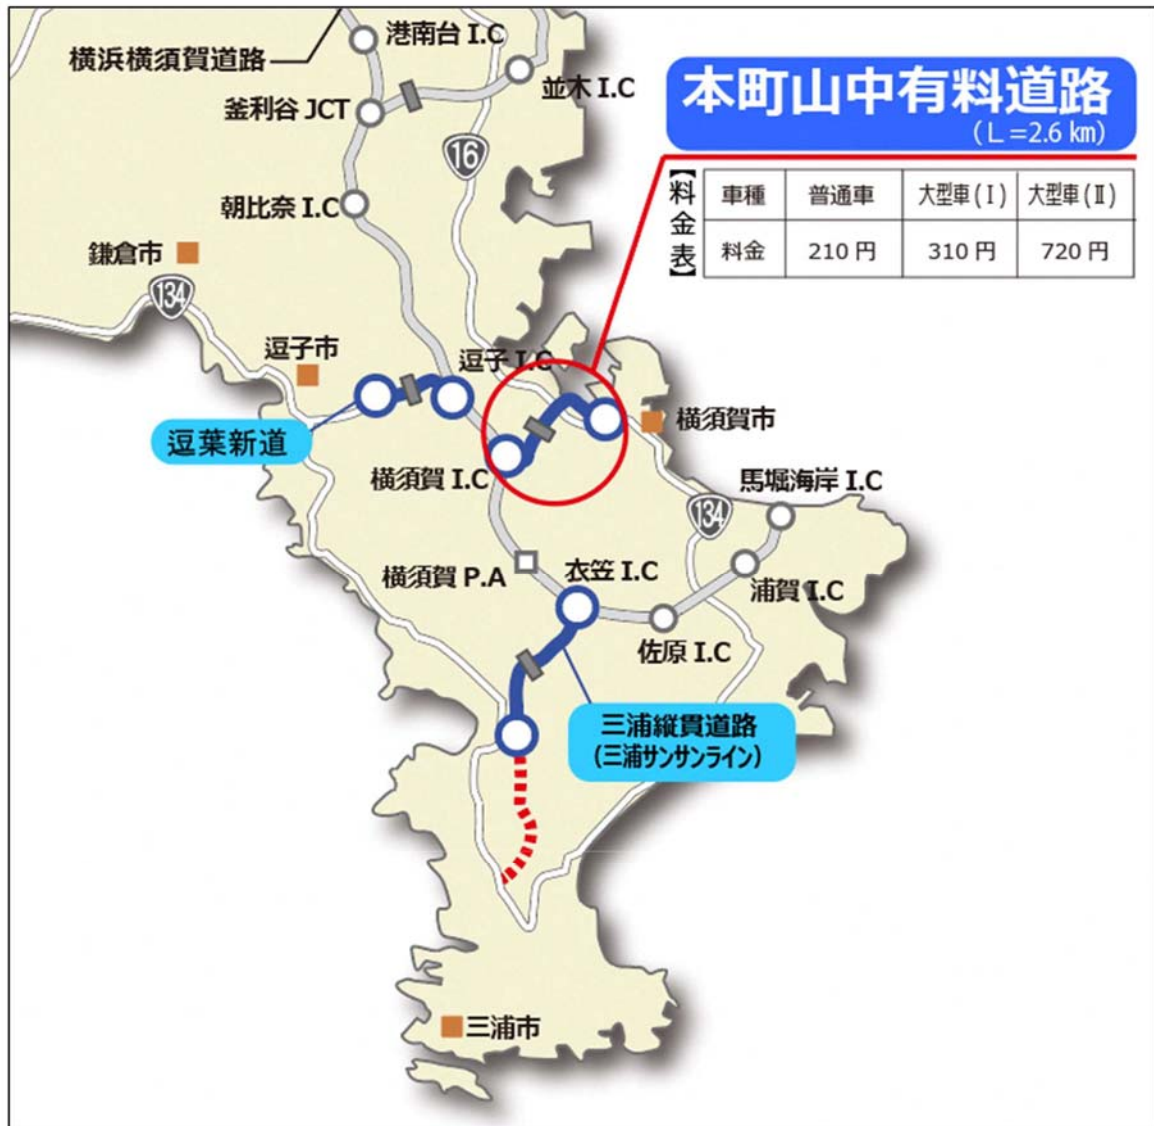 港南台 I.C
横浜横須賀道路
並木 I.C
釜利谷 JCT
本町山中有料道路
(L=2.6 km)
16
【料金表】
車種 普通車 大型車(Ⅰ) 大型車(Ⅱ)
料金 210 円 310 円 720 円
朝比奈 I.C
鎌倉市
134
逗子市
逗子 I.C
逗葉新道
横須賀市
横須賀 I.C
馬堀海岸 I.C
134
横須賀 P.A
衣笠 I.C
浦賀 I.C
佐原 I.C
三浦縦貫道路
(三浦サンサンライン)
三浦市